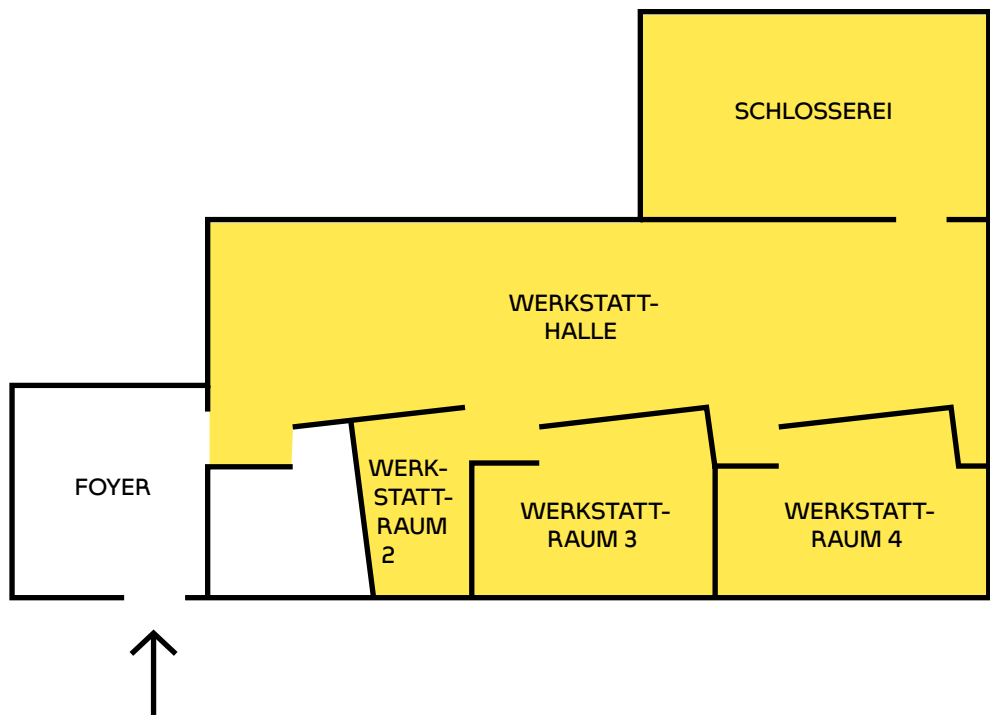 SCHLOSSEREI
WERKSTATT-
HALLE
FOYER
WERK-
STATT-
RAUM
2
WERKSTATT-
RAUM 3
WERKSTATT-
RAUM 4